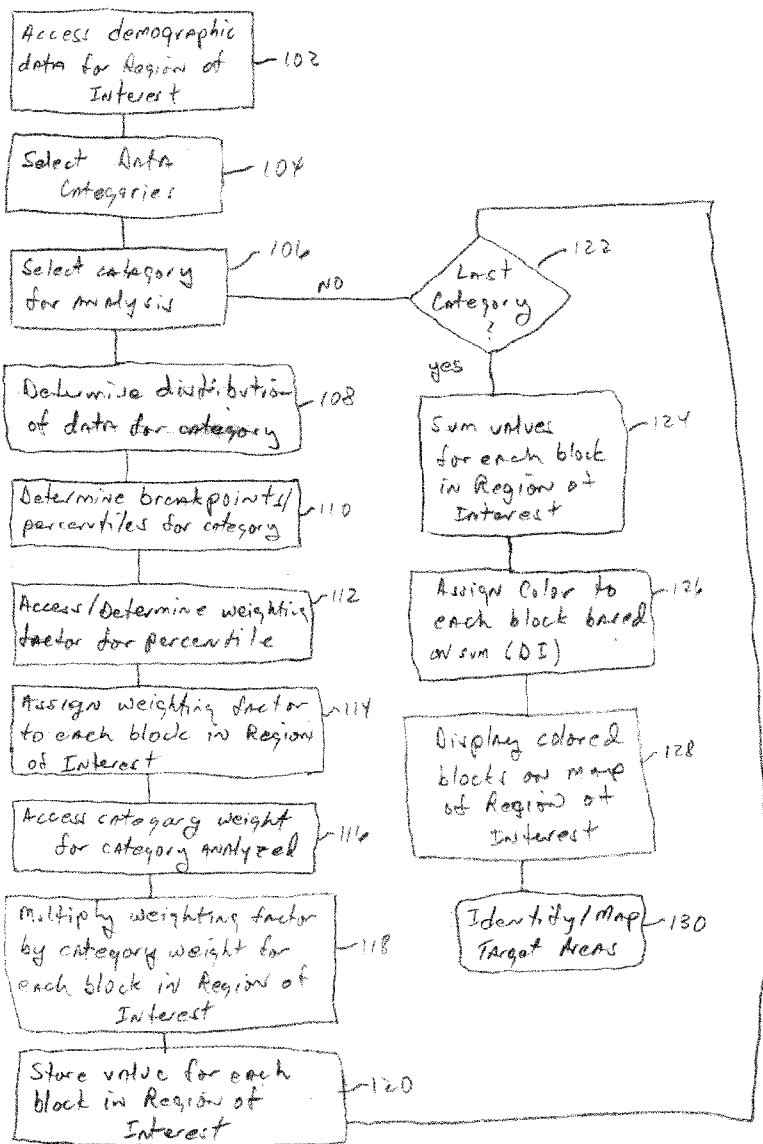 Access demographic
data for Region of
Interest
102
Select Data
Categories
104
Select category
for Analysis
106
Determine distribution
of data for category
108
Determine breakpoints/
percentiles for category
110
Access/Determine weighting
factor for percentile
112
Assign weighting factor
to each block in Region
of Interest
114
Access category weight
for category analyzed
116
Multiply weighting factor
by category weight for
each block in Region of
Interest
118
Store value for each
block in Region of
Interest
120
Last
Category
?
122
NO
yes
Sum values
for each block
in Region of
Interest
124
Assign Color to
each block based
on sum (DI)
126
Display colored
blocks on map
of Region of
Interest
128
Identify/Map
Target Areas
130